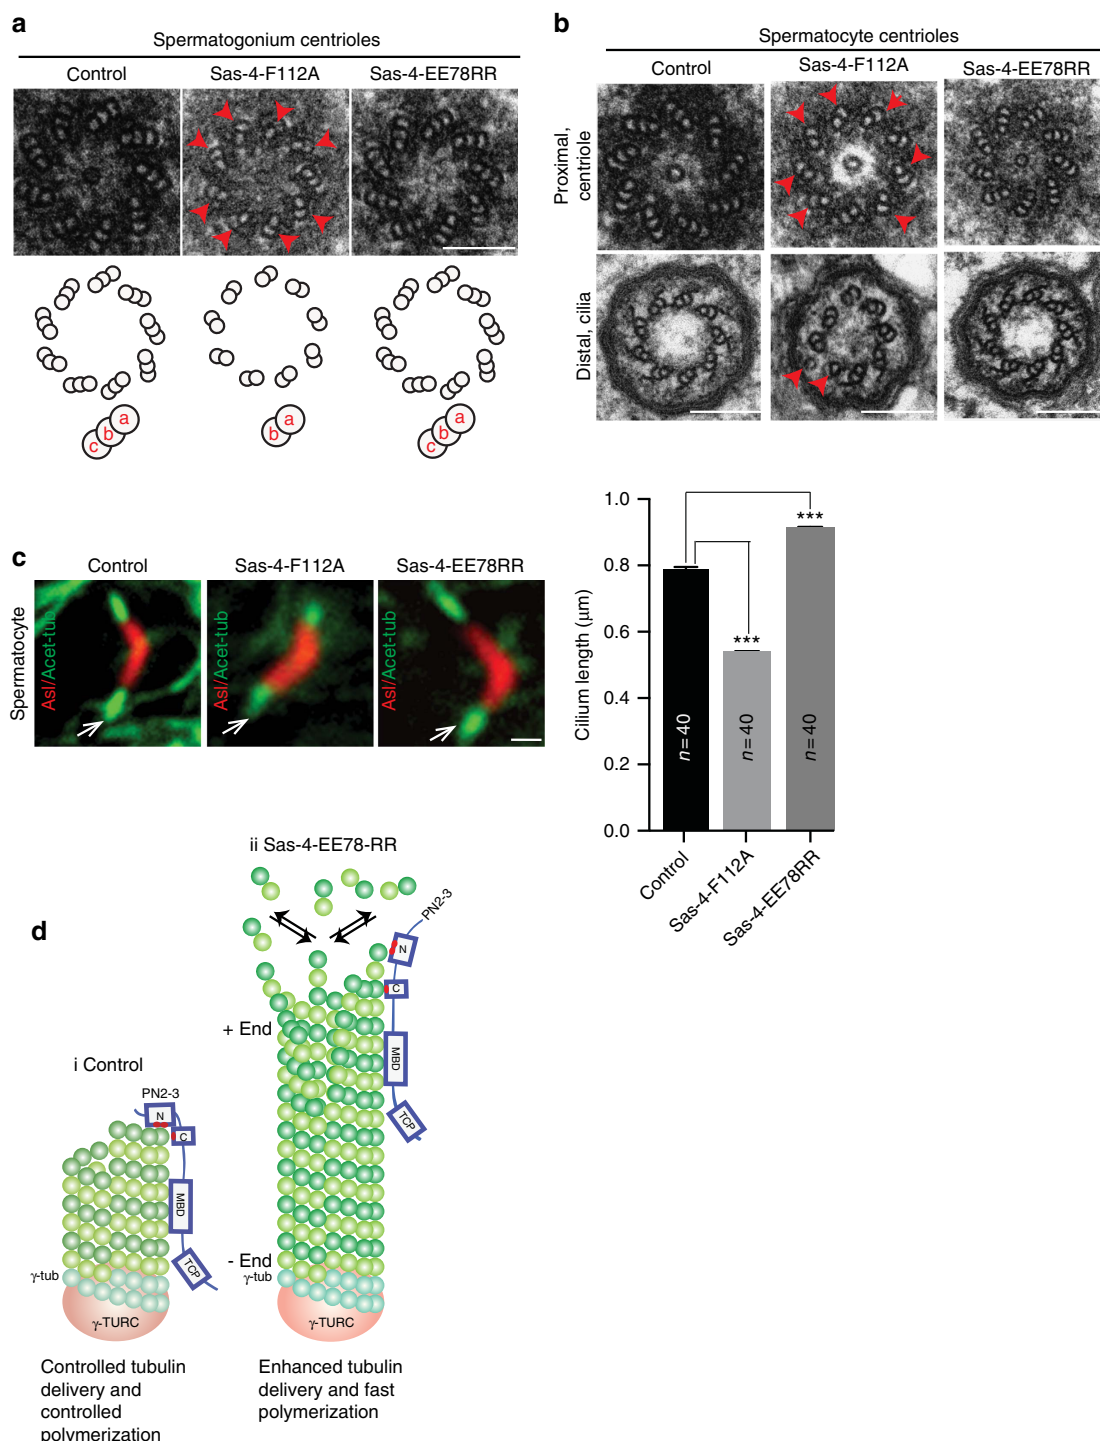 a
Spermatogonium centrioles
Control
Sas-4-F112A
Sas-4-EE78RR
a
b
c
a
b
a
b
c
b
Spermatocyte centrioles
Control
Sas-4-F112A
Sas-4-EE78RR
Proximal,
centriole
Distal, cilia
c
Control
Sas-4-F112A
Sas-4-EE78RR
Spermatocyte
Asl/Acet-tub
Asl/Acet-tub
Asl/Acet-tub
Cilium length (μm)
1.0
0.8
0.6
0.4
0.2
0.0
***
***
n = 40
n = 40
n = 40
Control
Sas-4-F112A
Sas-4-EE78RR
d
i Control
PN2-3
N
C
MBD
TCP
γ-tub
γ-TURC
Controlled tubulin
delivery and
controlled
polymerization
ii Sas-4-EE78-RR
PN2-3
N
C
MBD
TCP
+ End
- End
γ-tub
γ-TURC
Enhanced tubulin
delivery and fast
polymerization